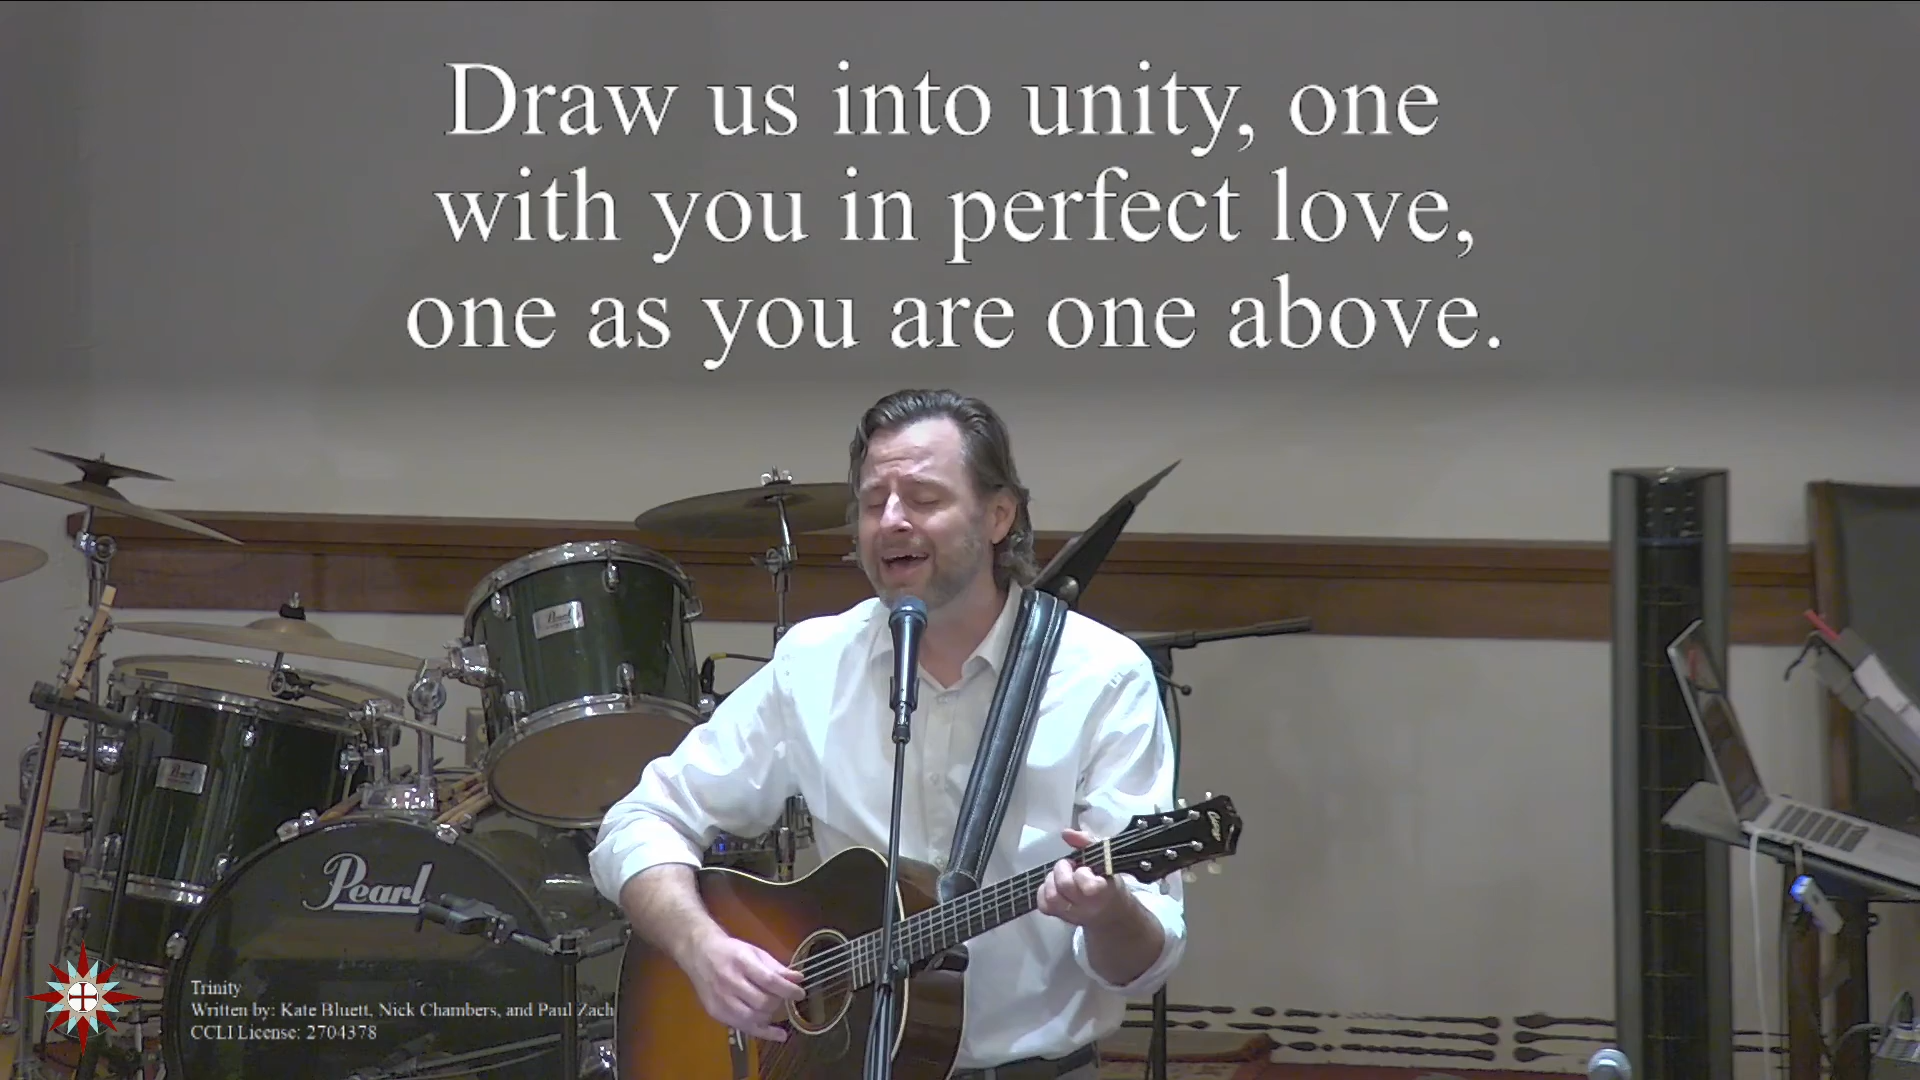 Draw us into unity, one
with you in perfect love,
one as you are one above.
Pearl
Pearl
Pearl
Trinity
Written by: Kate Bluett, Nick Chambers, and Paul Zach
CCLI License: 2704378